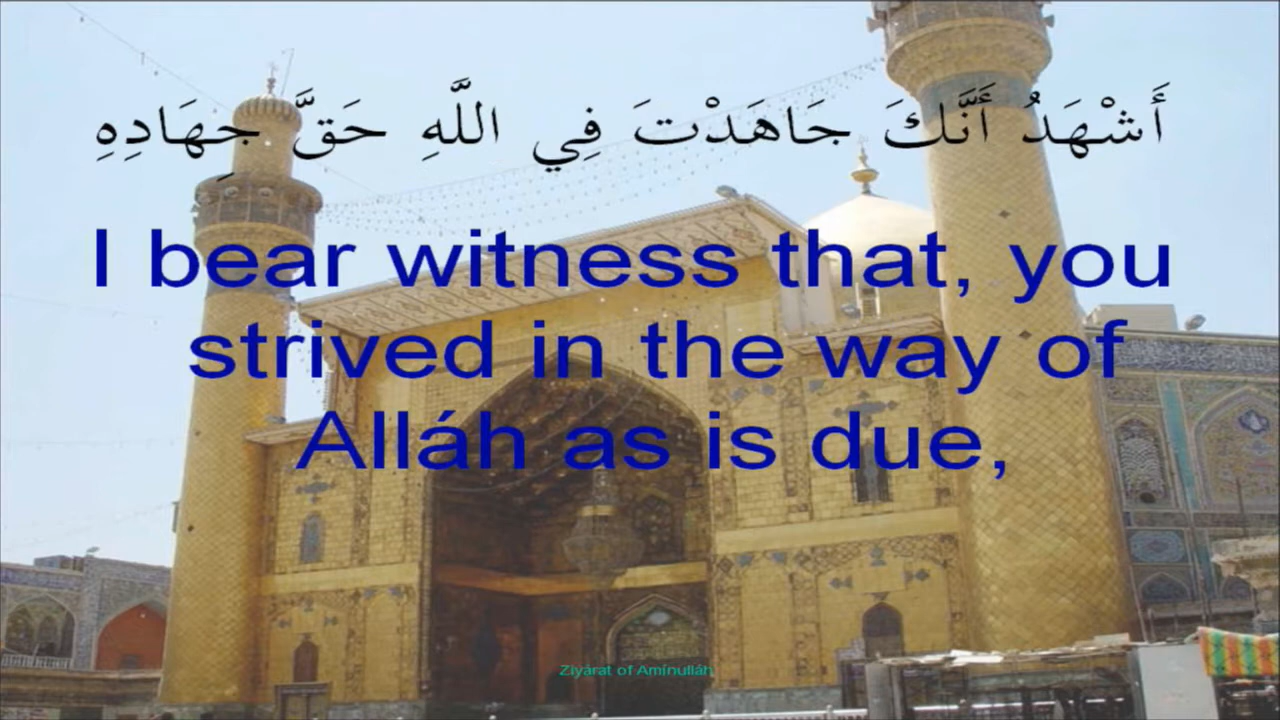 أَشْهَدُ أَنَّكَ جَاهَدْتَ فِي اللَّهِ حَقَّ جِهَادِهِ
I bear witness that, you
strived in the way of
Alláh as is due,
Ziyárat of Amínulláh